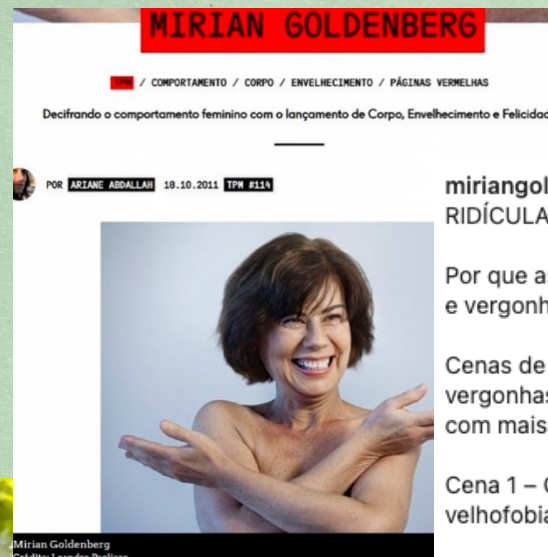 MIRIAN GOLDENBERG
TPM / COMPORTAMENTO / CORPO / ENVELHECIMENTO / PÁGINAS VERMELHAS
Decifrando o comportamento feminino com o lançamento de Corpo, Envelhecimento e Felicidad
POR ARIANE ABDALLAH 18.10.2011 TPM #114
miriangol
RIDÍCULA
Por que as
e vergonh
Cenas de
vergonhas
com mais
Cena 1 –
velhofobia
Mirian Goldenberg